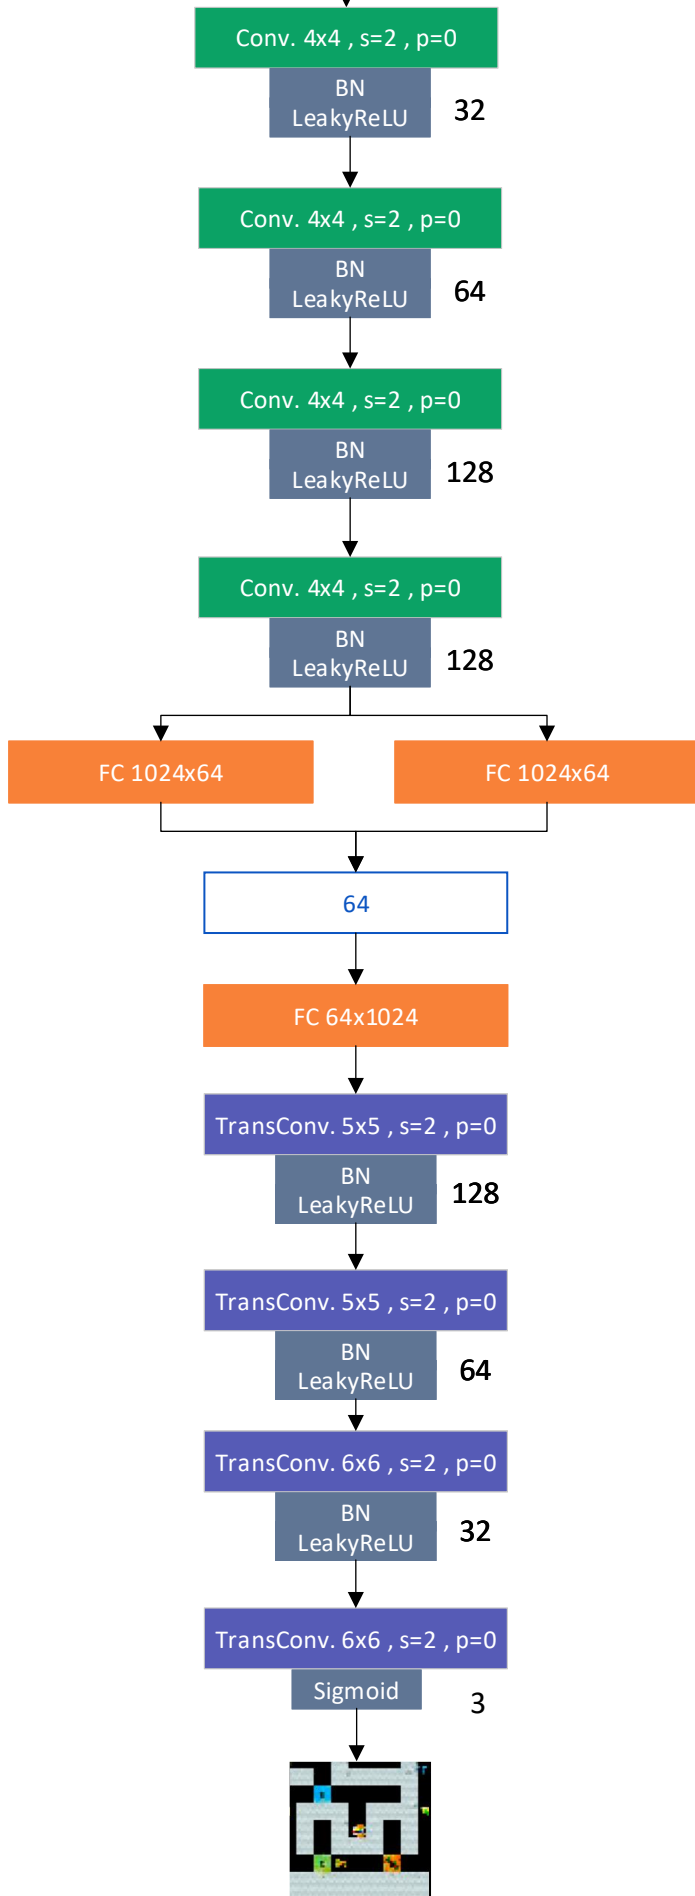 Conv. 4x4 , s=2 , p=0
BN
LeakyReLU
32
Conv. 4x4 , s=2 , p=0
BN
LeakyReLU
64
Conv. 4x4 , s=2 , p=0
BN
LeakyReLU
128
Conv. 4x4 , s=2 , p=0
BN
LeakyReLU
128
FC 1024x64
FC 1024x64
64
FC 64x1024
TransConv. 5x5 , s=2 , p=0
BN
LeakyReLU
128
TransConv. 5x5 , s=2 , p=0
BN
LeakyReLU
64
TransConv. 6x6 , s=2 , p=0
BN
LeakyReLU
32
TransConv. 6x6 , s=2 , p=0
Sigmoid
3